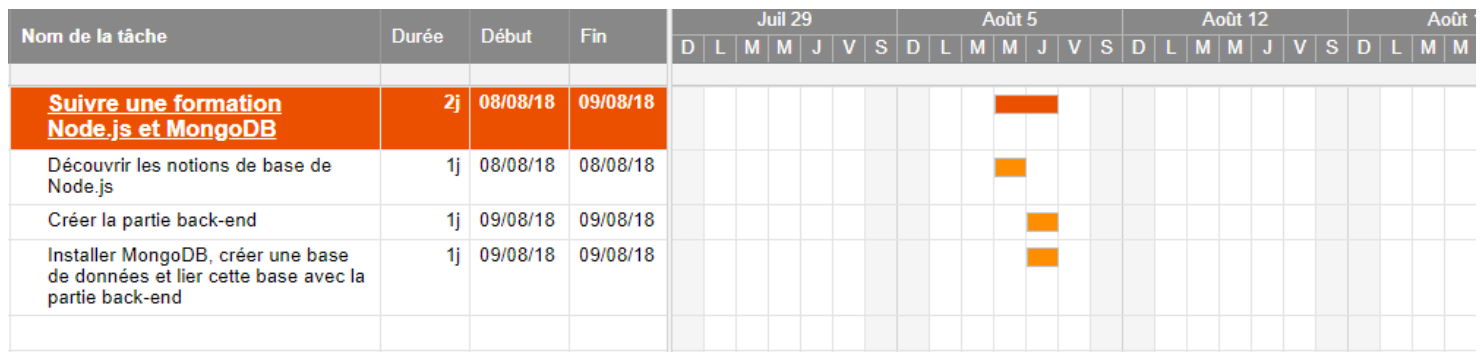 Nom de la tâche Durée Début Fin Juil 29 Août 5 Août 12 Août 1
D L M M J V S D L M M J V S D L M M J V S D L M M
Suivre une formation 2j 08/08/18 09/08/18
Node.js et MongoDB
Découvrir les notions de base de 1j 08/08/18 08/08/18
Node.js
Créer la partie back-end 1j 09/08/18 09/08/18
Installer MongoDB, créer une base 1j 09/08/18 09/08/18
de données et lier cette base avec la
partie back-end